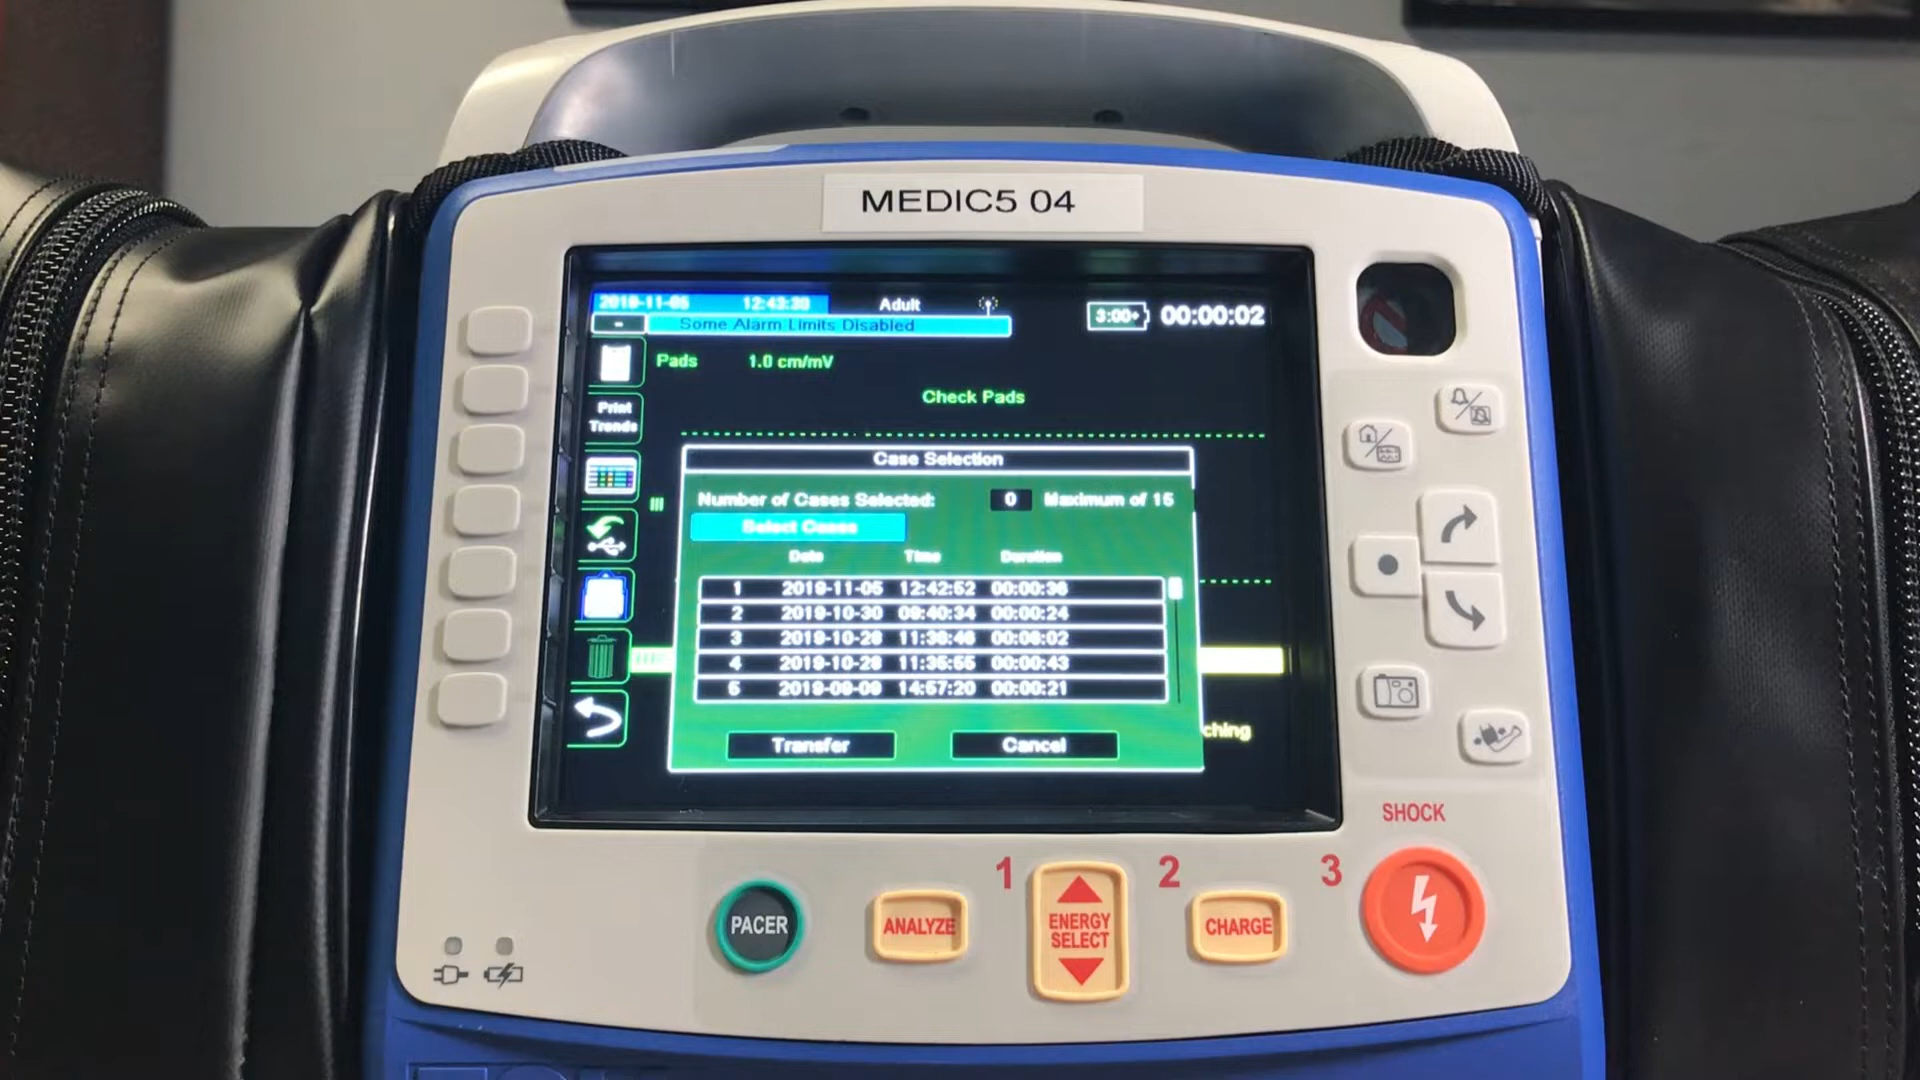 MEDIC5 04
2019-11-05 12:43:30 Adult 3:00+ 00:00:02
- Some Alarm Limits Disabled
Pads 1.0 cm/mV
Check Pads
Print
Trends
Case Selection
Number of Cases Selected: 0 Maximum of 15
Select Cases
Date Time Duration
1 2019-11-05 12:42:52 00:00:36
2 2019-10-30 09:40:34 00:00:24
3 2019-10-28 11:36:46 00:06:02
4 2019-10-28 11:35:55 00:00:43
5 2019-09-09 14:57:20 00:00:21
ching
Transfer Cancel
SHOCK
1 2 3
PACER ANALYZE ENERGY SELECT CHARGE